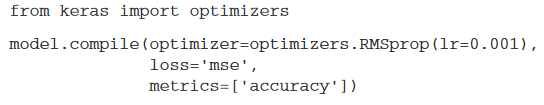 from keras import optimizers
model.compile(optimizer=optimizers.RMSprop(lr=0.001),
              loss='mse',
              metrics=['accuracy'])